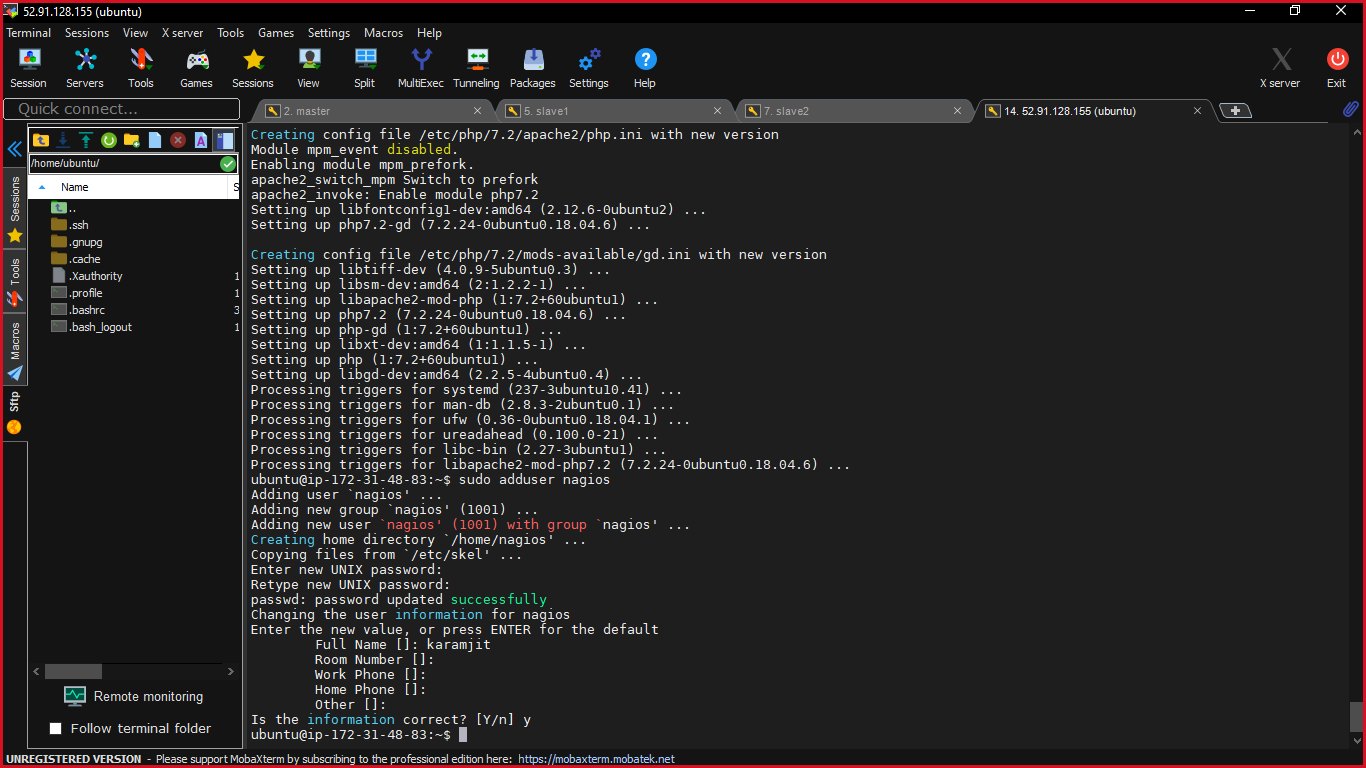 52.91.128.155 (ubuntu)
Terminal Sessions View X server Tools Games Settings Macros Help
Session Servers Tools Games Sessions View Split MultiExec Tunneling Packages Settings Help X server Exit
Quick connect...
2. master
5. slave1
7. slave2
14. 52.91.128.155 (ubuntu)
Sessions
Tools
Macros
Sftp
/home/ubuntu/
Name S
..
.ssh
.gnupg
.cache
.Xauthority 1
.profile 1
.bashrc 3
.bash_logout 1
Remote monitoring
Follow terminal folder
Creating config file /etc/php/7.2/apache2/php.ini with new version
Module mpm_event disabled.
Enabling module mpm_prefork.
apache2_switch_mpm Switch to prefork
apache2_invoke: Enable module php7.2
Setting up libfontconfig1-dev:amd64 (2.12.6-0ubuntu2) ...
Setting up php7.2-gd (7.2.24-0ubuntu0.18.04.6) ...
Creating config file /etc/php/7.2/mods-available/gd.ini with new version
Setting up libtiff-dev (4.0.9-5ubuntu0.3) ...
Setting up libsm-dev:amd64 (2:1.2.2-1) ...
Setting up libapache2-mod-php (1:7.2+60ubuntu1) ...
Setting up php7.2 (7.2.24-0ubuntu0.18.04.6) ...
Setting up php-gd (1:7.2+60ubuntu1) ...
Setting up libxt-dev:amd64 (1:1.1.5-1) ...
Setting up php (1:7.2+60ubuntu1) ...
Setting up libgd-dev:amd64 (2.2.5-4ubuntu0.4) ...
Processing triggers for systemd (237-3ubuntu10.41) ...
Processing triggers for man-db (2.8.3-2ubuntu0.1) ...
Processing triggers for ufw (0.36-0ubuntu0.18.04.1) ...
Processing triggers for ureadahead (0.100.0-21) ...
Processing triggers for libc-bin (2.27-3ubuntu1) ...
Processing triggers for libapache2-mod-php7.2 (7.2.24-0ubuntu0.18.04.6) ...
ubuntu@ip-172-31-48-83:~$ sudo adduser nagios
Adding user `nagios' ...
Adding new group `nagios' (1001) ...
Adding new user `nagios' (1001) with group `nagios' ...
Creating home directory `/home/nagios' ...
Copying files from `/etc/skel' ...
Enter new UNIX password:
Retype new UNIX password:
passwd: password updated successfully
Changing the user information for nagios
Enter the new value, or press ENTER for the default
Full Name []: karamjit
Room Number []:
Work Phone []:
Home Phone []:
Other []:
Is the information correct? [Y/n] y
ubuntu@ip-172-31-48-83:~$
UNREGISTERED VERSION - Please support MobaXterm by subscribing to the professional edition here: https://mobaxterm.mobatek.net